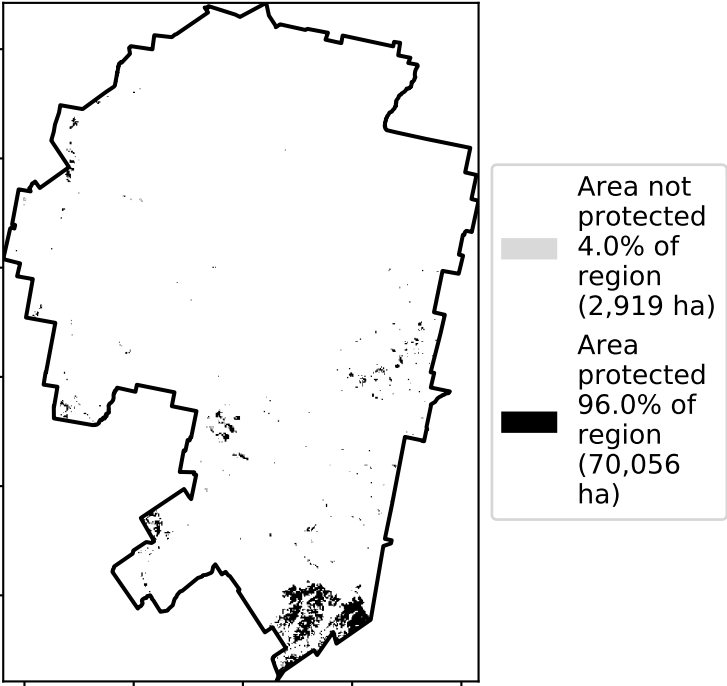 Area not
protected
4.0% of
region
(2,919 ha)
Area
protected
96.0% of
region
(70,056
ha)